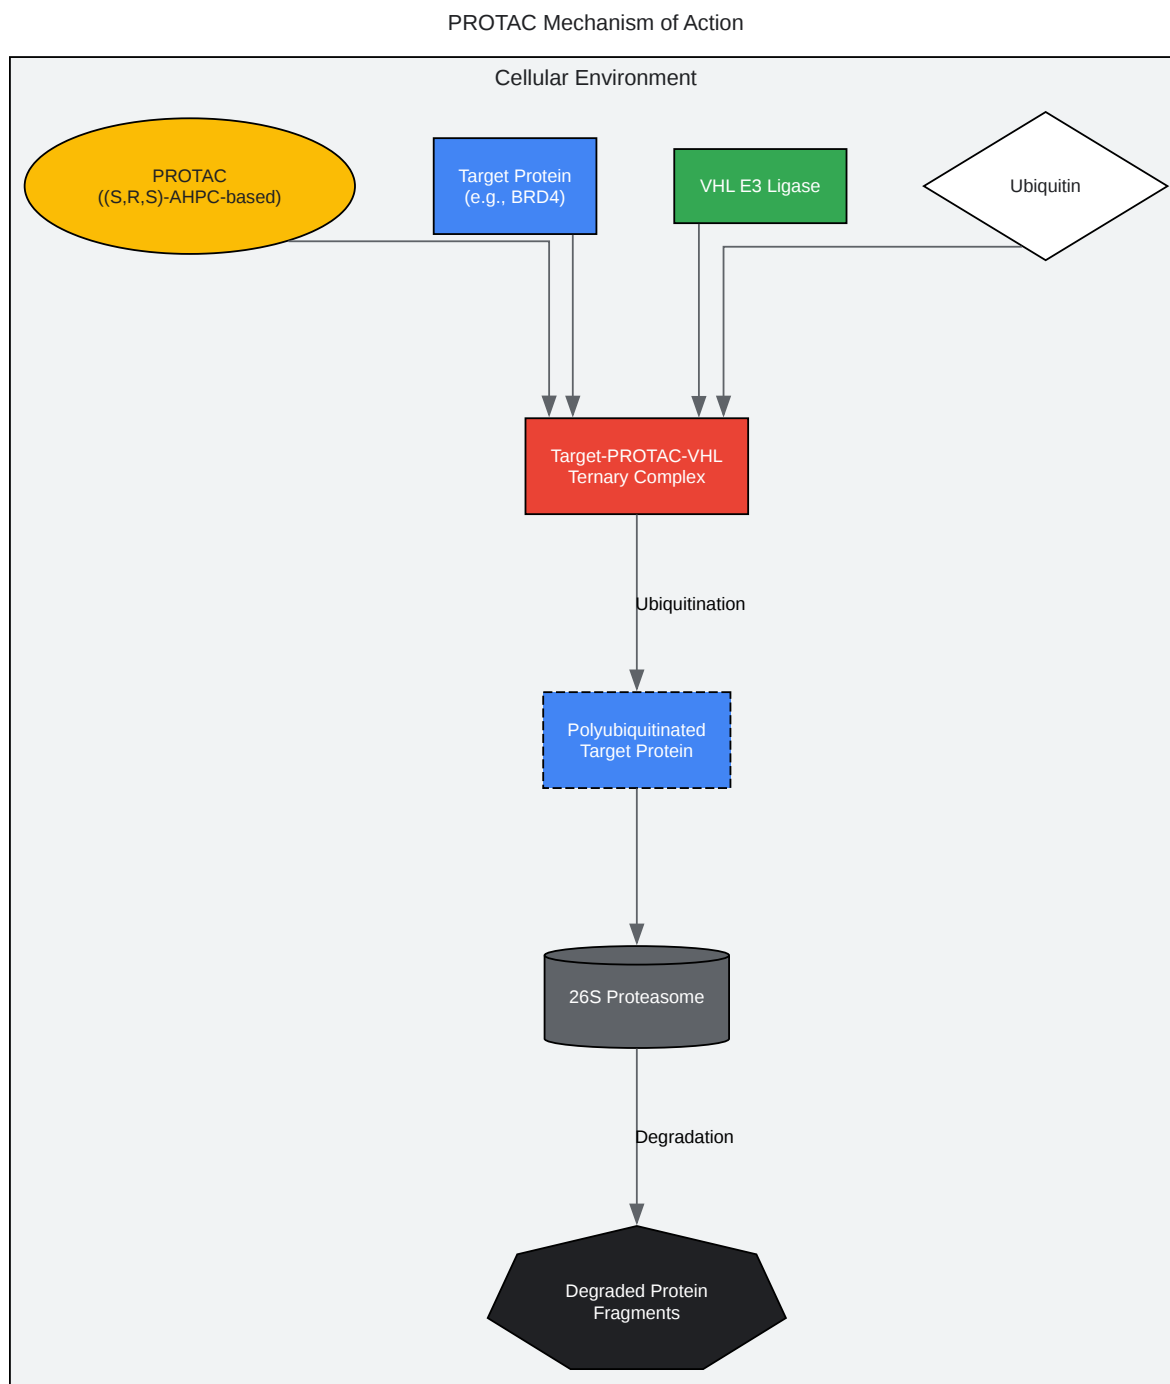 PROTAC Mechanism of Action
Cellular Environment
PROTAC
((S,R,S)-AHPC-based)
Target Protein
(e.g., BRD4)
VHL E3 Ligase
Ubiquitin
Target-PROTAC-VHL
Ternary Complex
Ubiquitination
Polyubiquitinated
Target Protein
26S Proteasome
Degradation
Degraded Protein
Fragments